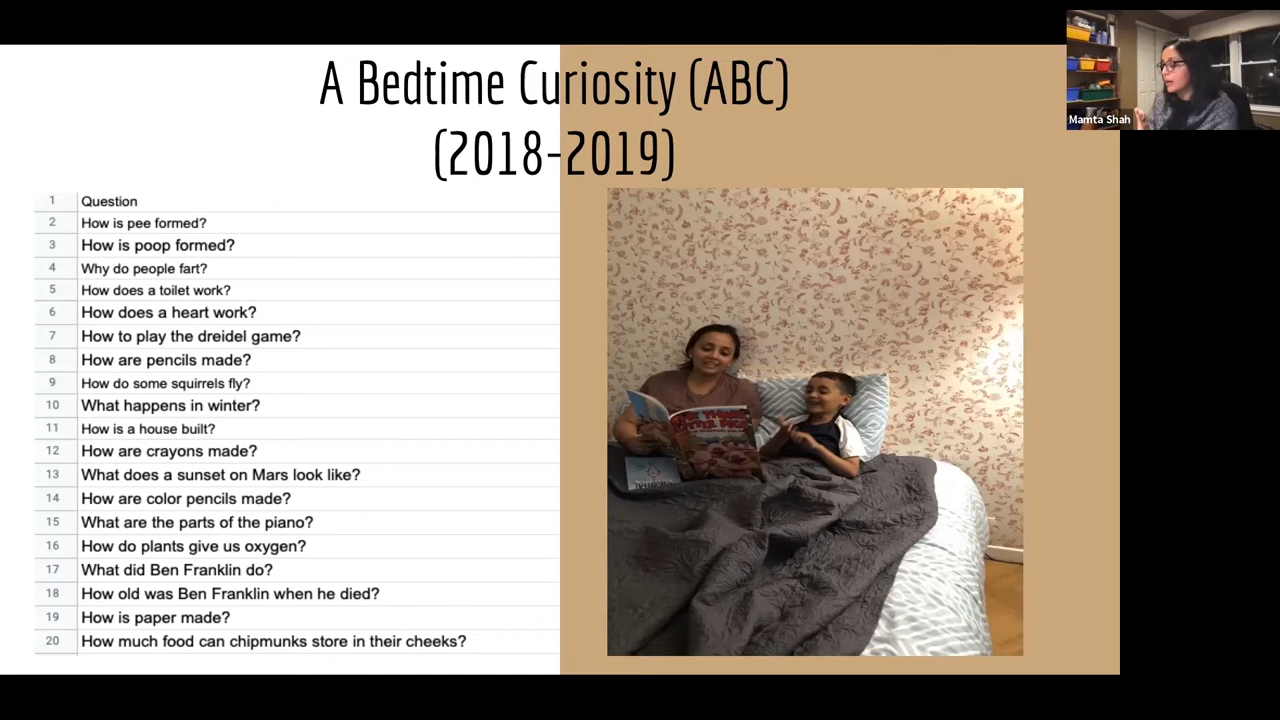 A Bedtime Curiosity (ABC)
(2018-2019)
Mamta Shah
1 Question
2 How is pee formed?
3 How is poop formed?
4 Why do people fart?
5 How does a toilet work?
6 How does a heart work?
7 How to play the dreidel game?
8 How are pencils made?
9 How do some squirrels fly?
10 What happens in winter?
11 How is a house built?
12 How are crayons made?
13 What does a sunset on Mars look like?
14 How are color pencils made?
15 What are the parts of the piano?
16 How do plants give us oxygen?
17 What did Ben Franklin do?
18 How old was Ben Franklin when he died?
19 How is paper made?
20 How much food can chipmunks store in their cheeks?